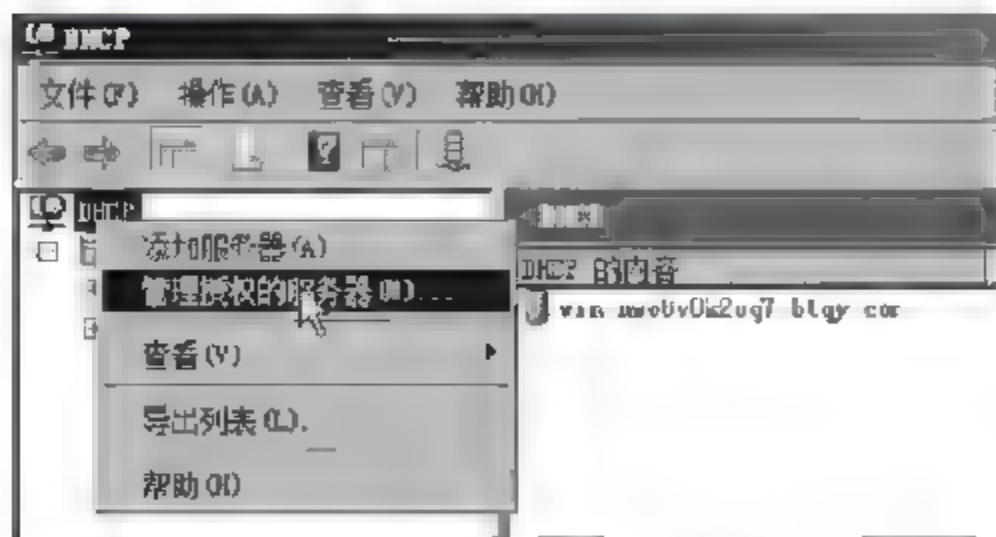 DHCP
文件(F) 操作(A) 查看(V) 帮助(H)
DHCP
添加服务器(A)
DHCP 的内容
管理授权的服务器(M)...
查看(V)
导出列表(L).
帮助(H)